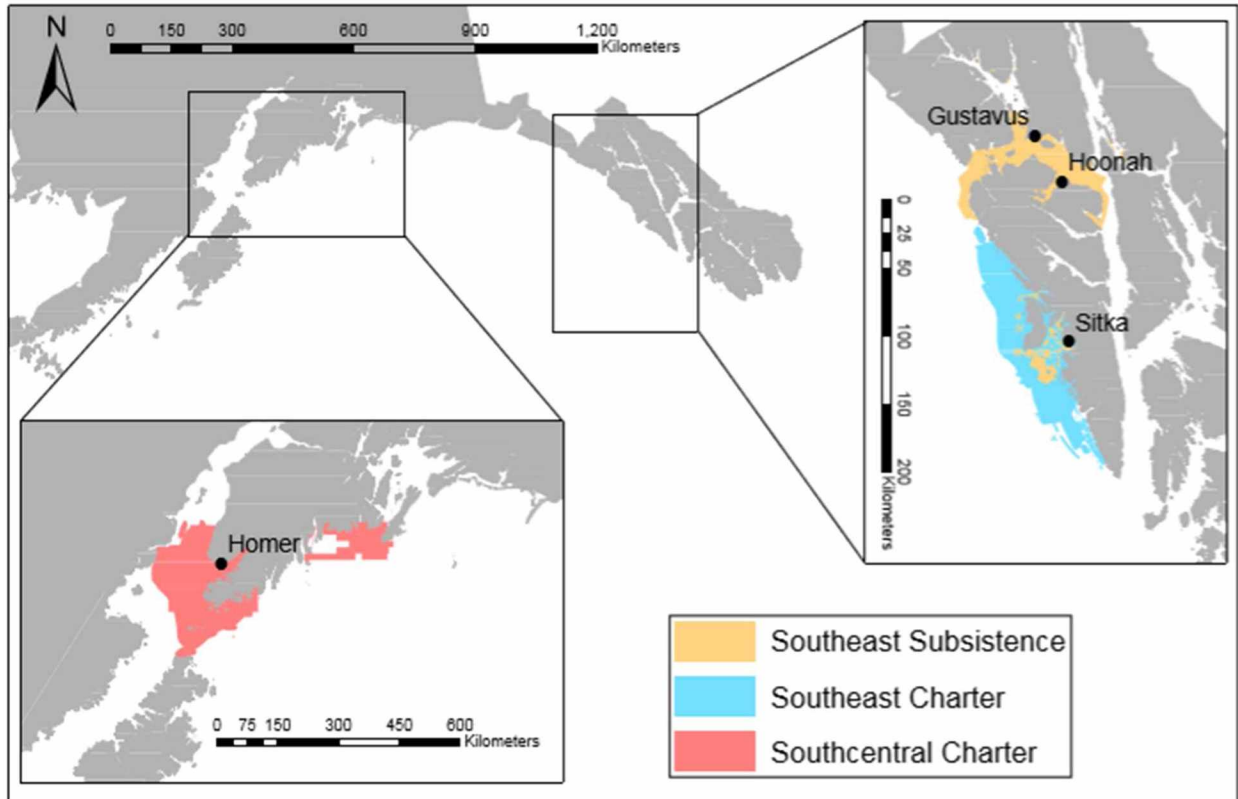 N
0 150 300 600 900 1,200
Kilometers
Gustavus
Hoonah
0 25 50 100 150 200
Kilometers
Sitka
Homer
0 75 150 300 450 600
Kilometers
Southeast Subsistence
Southeast Charter
Southcentral Charter